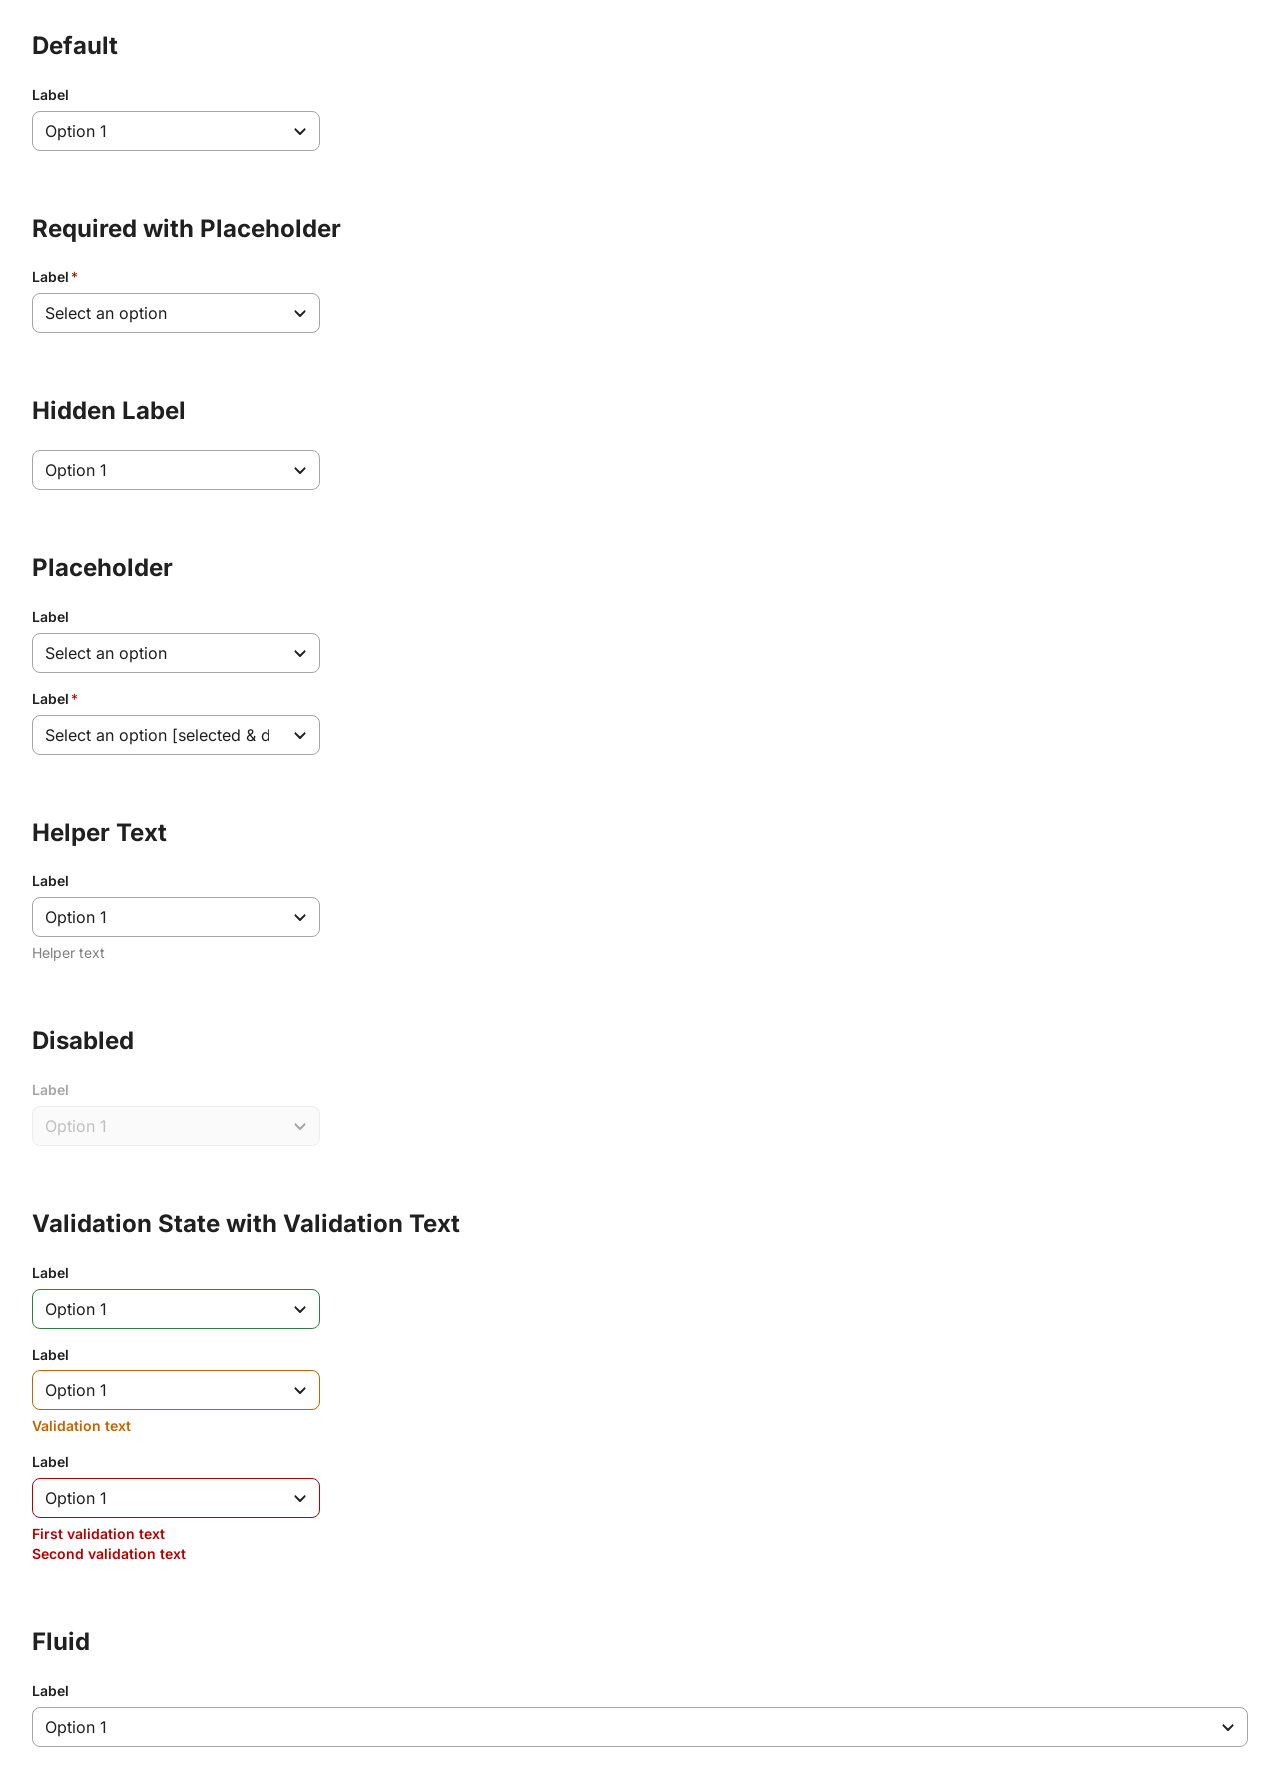 Default
Label
Option 1
Required with Placeholder
Label*
Select an option
Hidden Label
Option 1
Placeholder
Label
Select an option
Label*
Select an option [selected & d
Helper Text
Label
Option 1
Helper text
Disabled
Label
Option 1
Validation State with Validation Text
Label
Option 1
Label
Option 1
Validation text
Label
Option 1
First validation text
Second validation text
Fluid
Label
Option 1